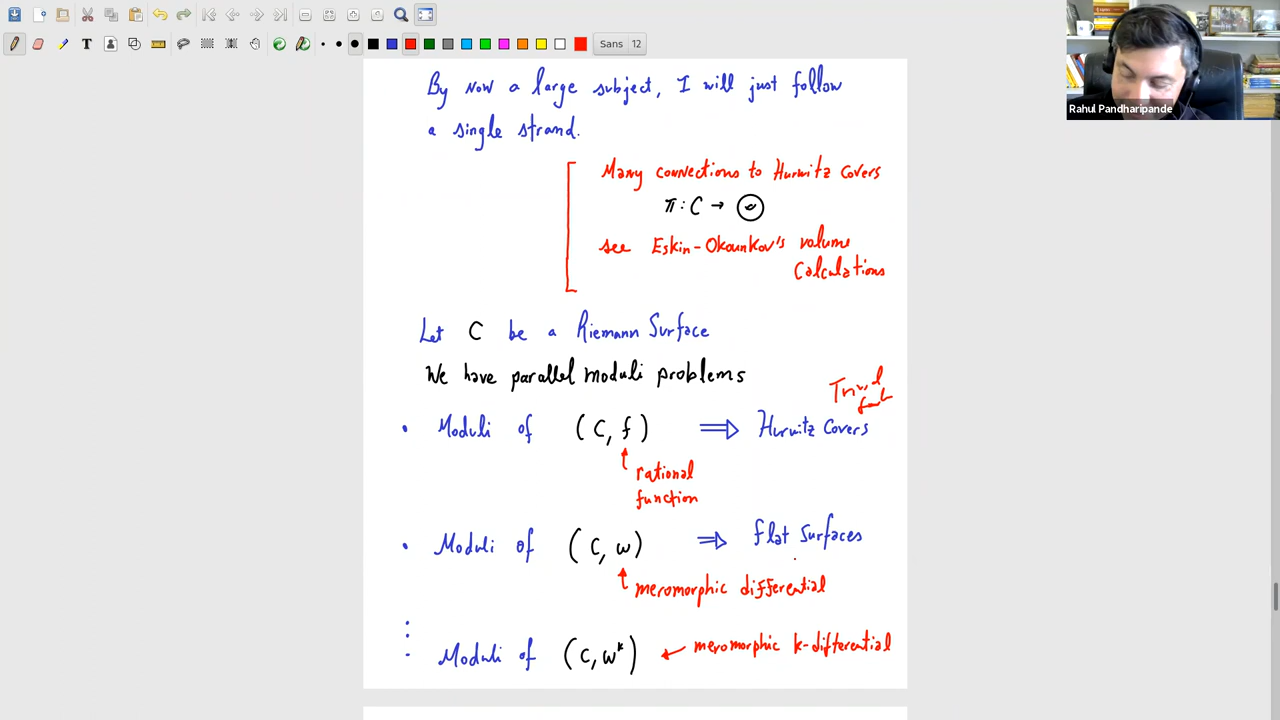 Sans 12
Rahul Pandharipande
By now a large subject, I will just follow
a single strand.
Many connections to Hurwitz Covers
π : C →
see Eskin-Okounkov's volume
Calculations
Let C be a Riemann Surface
We have parallel moduli problems
• Moduli of (C, f) ⇒ Hurwitz Covers
rational
function
• Moduli of (C, ω) ⇒ flat surfaces
meromorphic differential
Moduli of (C, ωᵏ) ← meromorphic k-differential